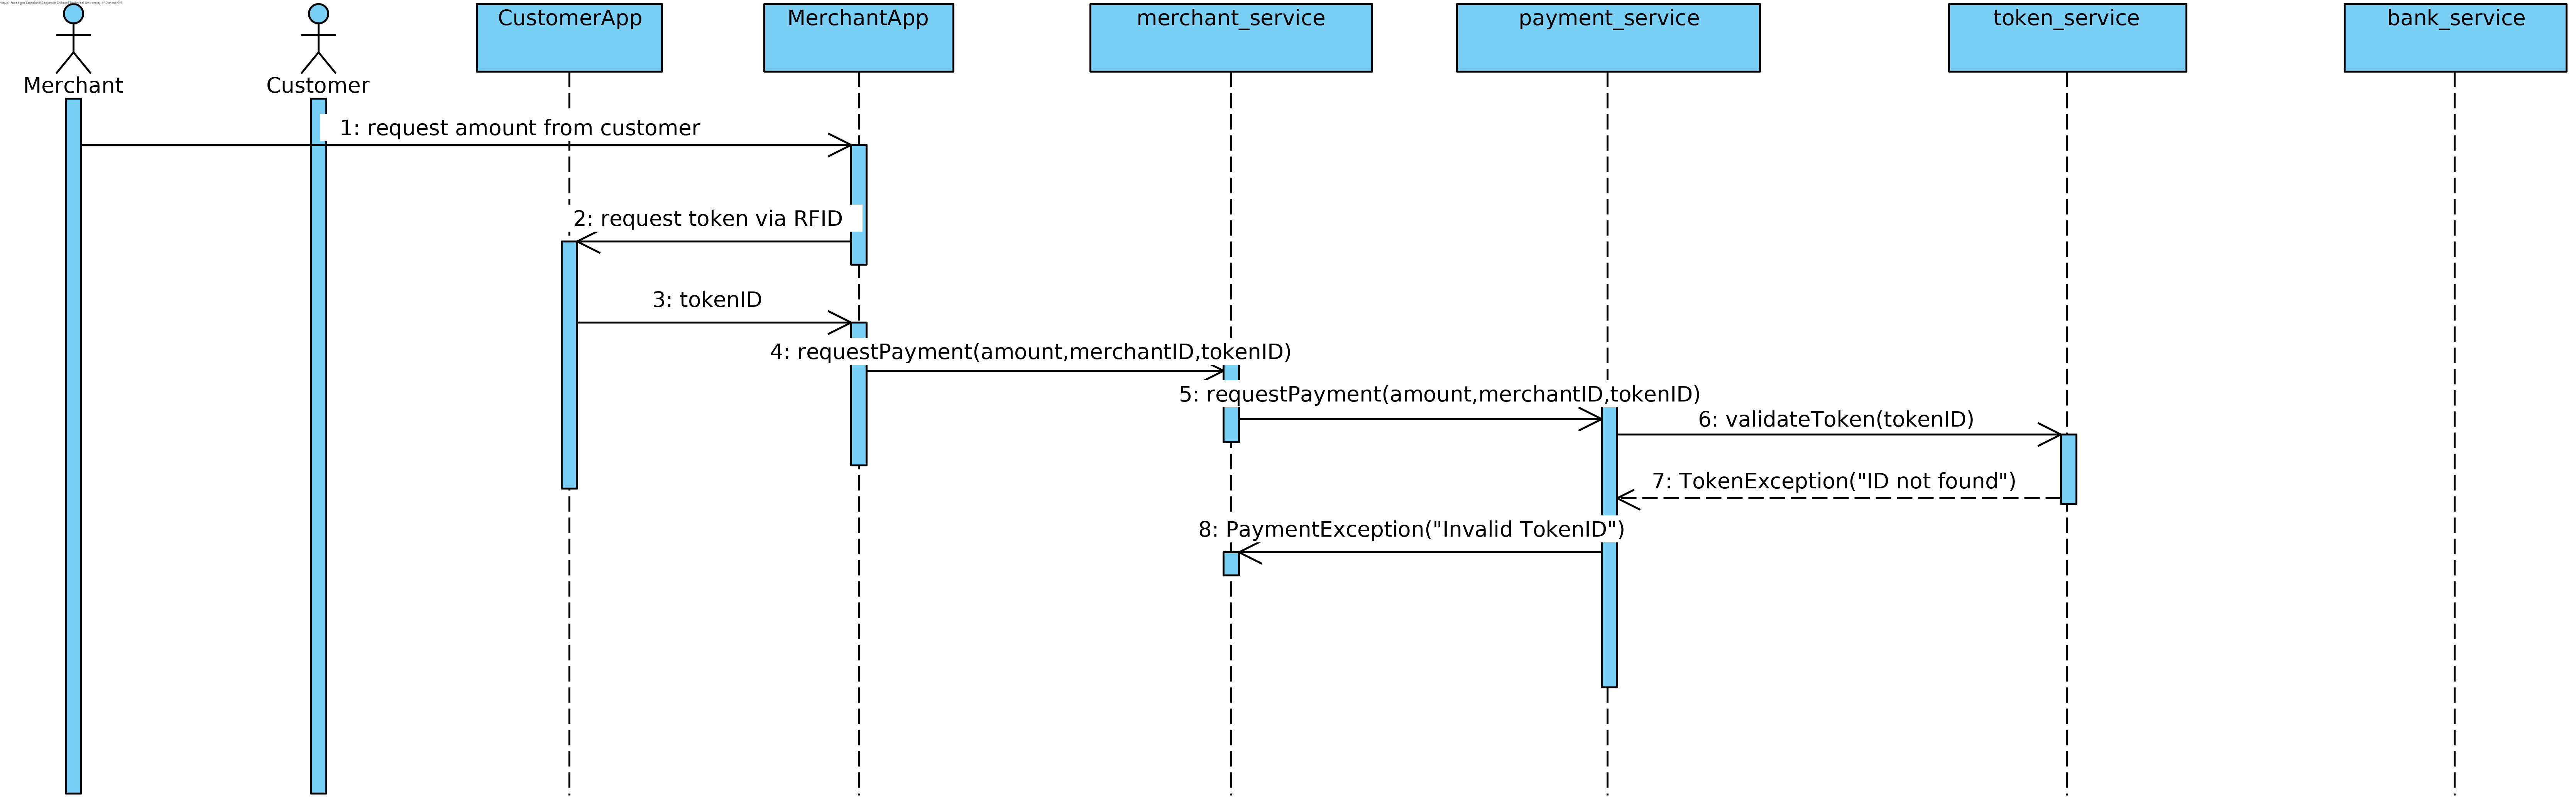 Merchant
Customer
CustomerApp
MerchantApp
merchant_service
payment_service
token_service
bank_service
1: request amount from customer
2: request token via RFID
3: tokenID
4: requestPayment(amount,merchantID,tokenID)
5: requestPayment(amount,merchantID,tokenID)
6: validateToken(tokenID)
7: TokenException("ID not found")
8: PaymentException("Invalid TokenID")